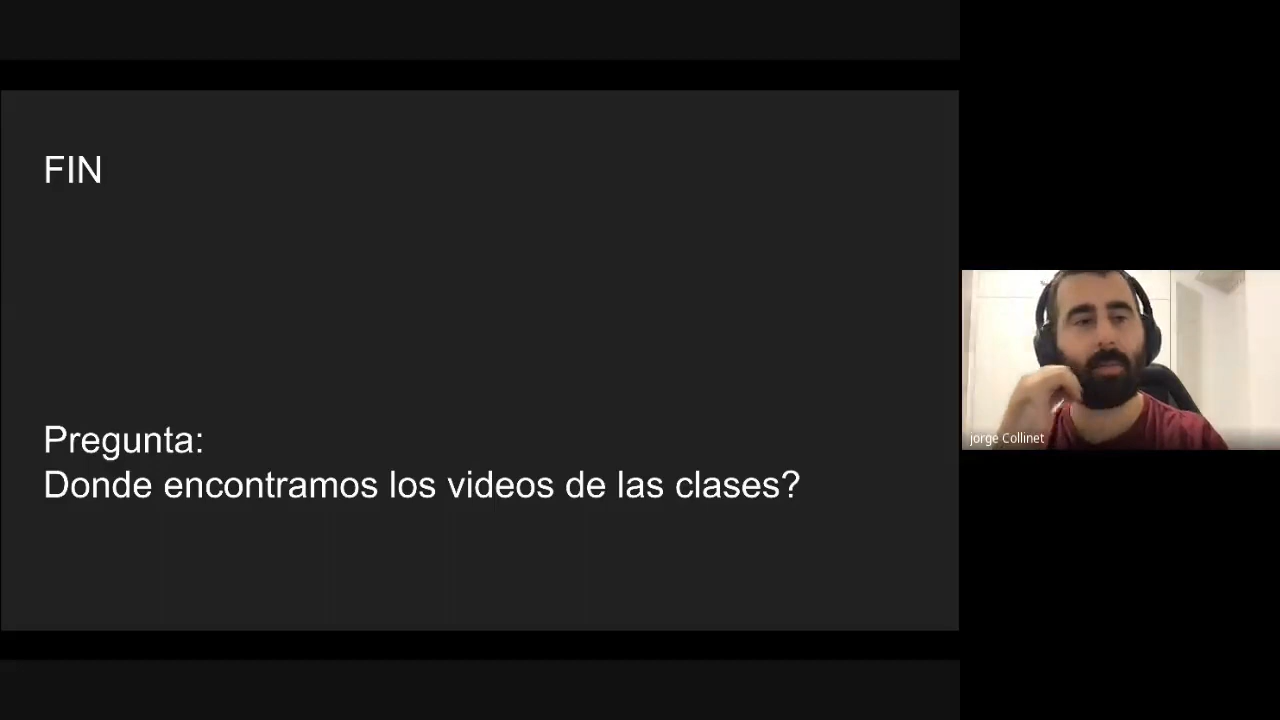 FIN
Pregunta:
Donde encontramos los videos de las clases?
jorge Collinet